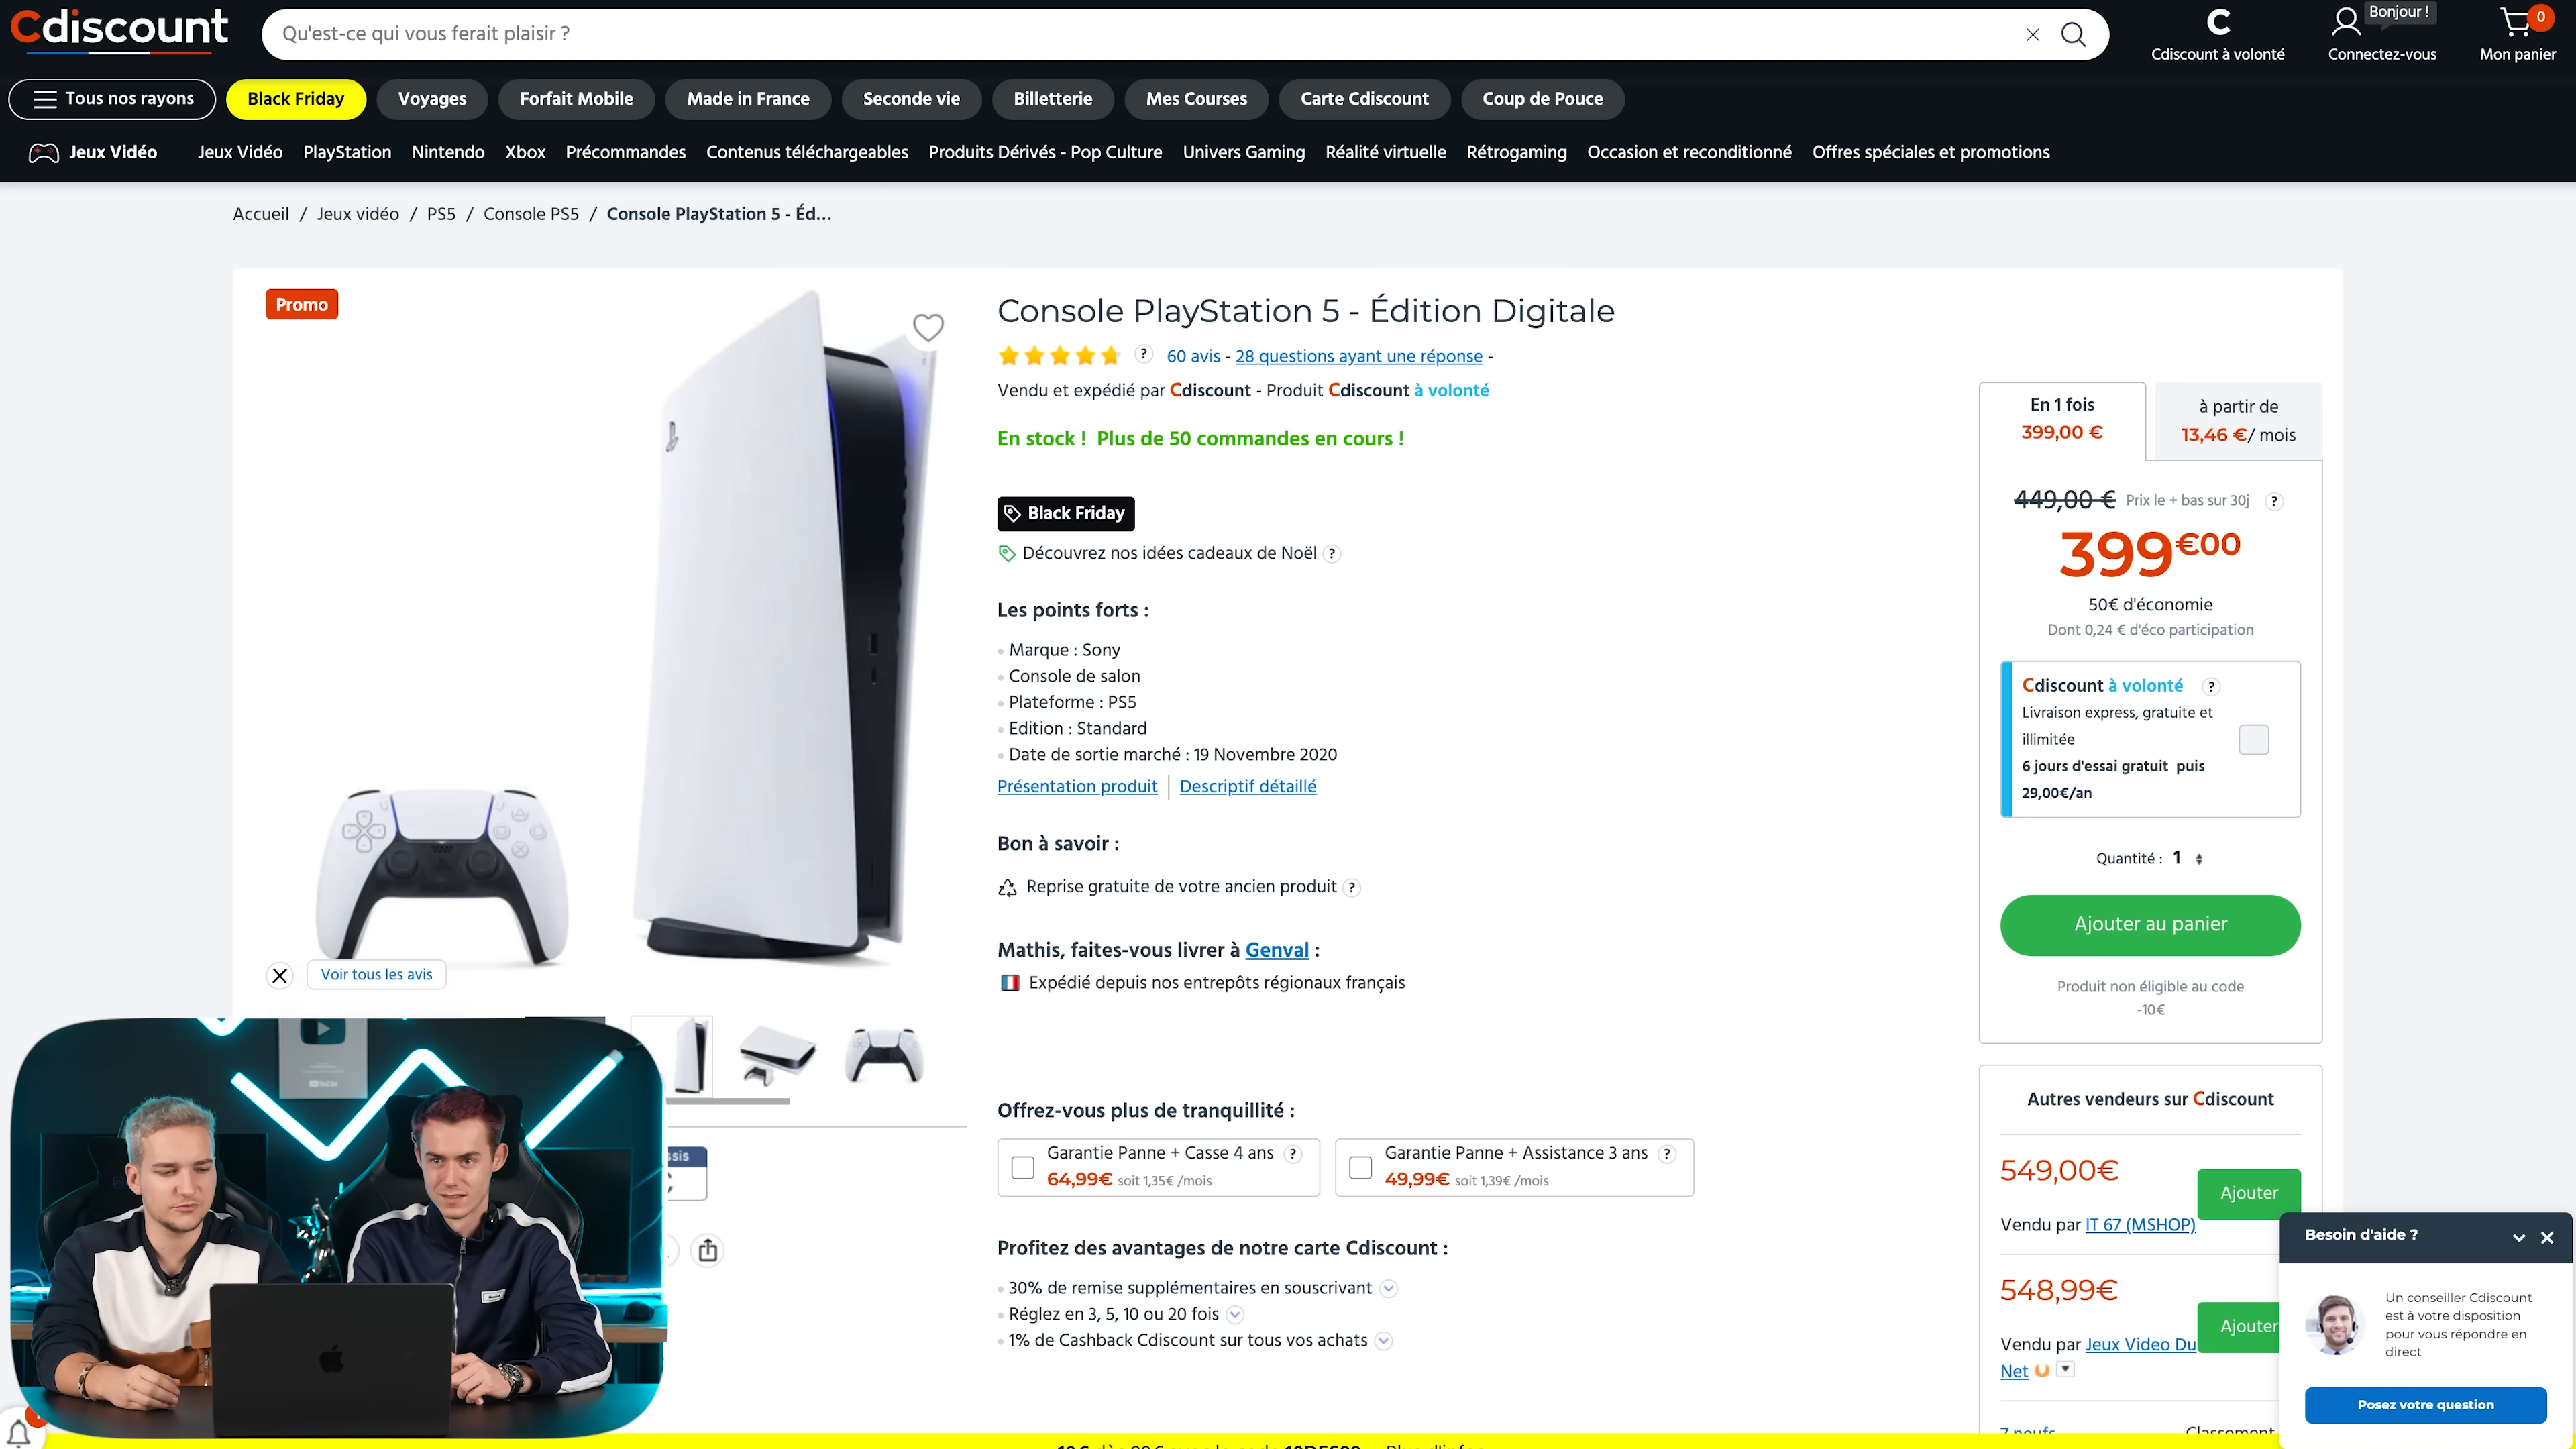 Cdiscount
Qu'est-ce qui vous ferait plaisir ?
Cdiscount à volonté
Bonjour !
Connectez-vous
0
Mon panier
Tous nos rayons
Black Friday
Voyages
Forfait Mobile
Made in France
Seconde vie
Billetterie
Mes Courses
Carte Cdiscount
Coup de Pouce
Jeux Vidéo
Jeux Vidéo
PlayStation
Nintendo
Xbox
Précommandes
Contenus téléchargeables
Produits Dérivés - Pop Culture
Univers Gaming
Réalité virtuelle
Rétrogaming
Occasion et reconditionné
Offres spéciales et promotions
Accueil / Jeux vidéo / PS5 / Console PS5 / Console PlayStation 5 - Éd...
Promo
Voir tous les avis
Console PlayStation 5 - Édition Digitale
? 60 avis - 28 questions ayant une réponse -
Vendu et expédié par Cdiscount - Produit Cdiscount à volonté
En stock ! Plus de 50 commandes en cours !
Black Friday
Découvrez nos idées cadeaux de Noël ?
Les points forts :
Marque : Sony
Console de salon
Plateforme : PS5
Edition : Standard
Date de sortie marché : 19 Novembre 2020
Présentation produit | Descriptif détaillé
Bon à savoir :
Reprise gratuite de votre ancien produit ?
Mathis, faites-vous livrer à Genval :
Expédié depuis nos entrepôts régionaux français
Offrez-vous plus de tranquillité :
Garantie Panne + Casse 4 ans ?
64,99€ soit 1,35€ /mois
Garantie Panne + Assistance 3 ans ?
49,99€ soit 1,39€ /mois
Profitez des avantages de notre carte Cdiscount :
30% de remise supplémentaires en souscrivant
Réglez en 3, 5, 10 ou 20 fois
1% de Cashback Cdiscount sur tous vos achats
En 1 fois
399,00 €
à partir de
13,46 €/ mois
449,00 € Prix le + bas sur 30j ?
399€00
50€ d'économie
Dont 0,24 € d'éco participation
Cdiscount à volonté ?
Livraison express, gratuite et
illimitée
6 jours d'essai gratuit puis
29,00€/an
Quantité : 1
Ajouter au panier
Produit non éligible au code
-10€
Autres vendeurs sur Cdiscount
549,00€
Ajouter
Vendu par IT 67 (MSHOP)
548,99€
Ajouter
Vendu par Jeux Video Du
Net
Besoin d'aide ?
Un conseiller Cdiscount
est à votre disposition
pour vous répondre en
direct
Posez votre question